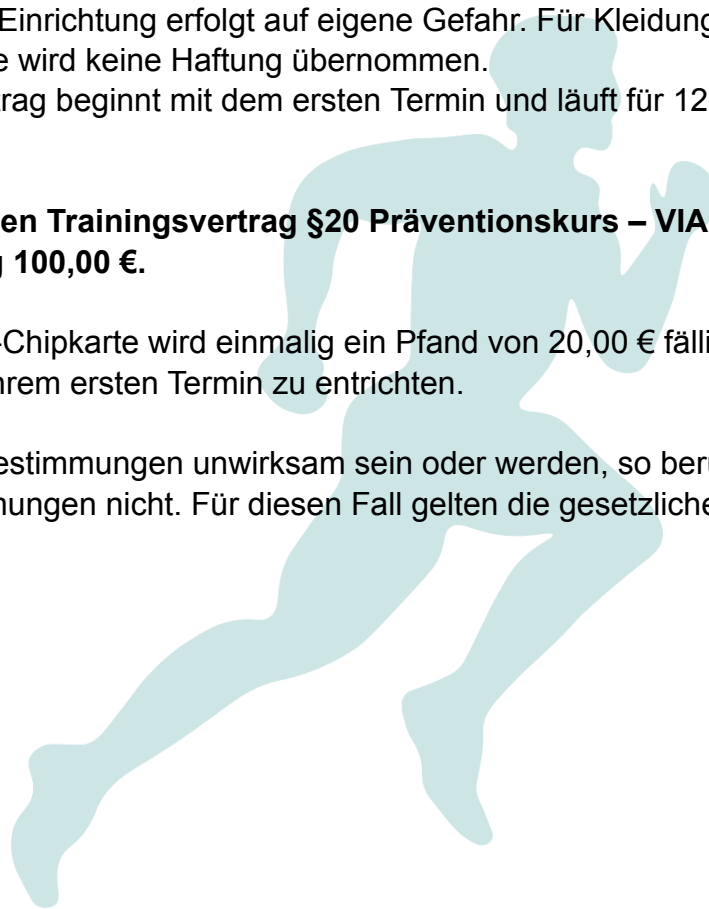 Einrichtung erfolgt auf eigene Gefahr. Für Kleidung
e wird keine Haftung übernommen.
trag beginnt mit dem ersten Termin und läuft für 12
en Trainingsvertrag §20 Präventionskurs – VIA
g 100,00 €.
-Chipkarte wird einmalig ein Pfand von 20,00 € fälli
hrem ersten Termin zu entrichten.
estimmungen unwirksam sein oder werden, so ber
nungen nicht. Für diesen Fall gelten die gesetzliche